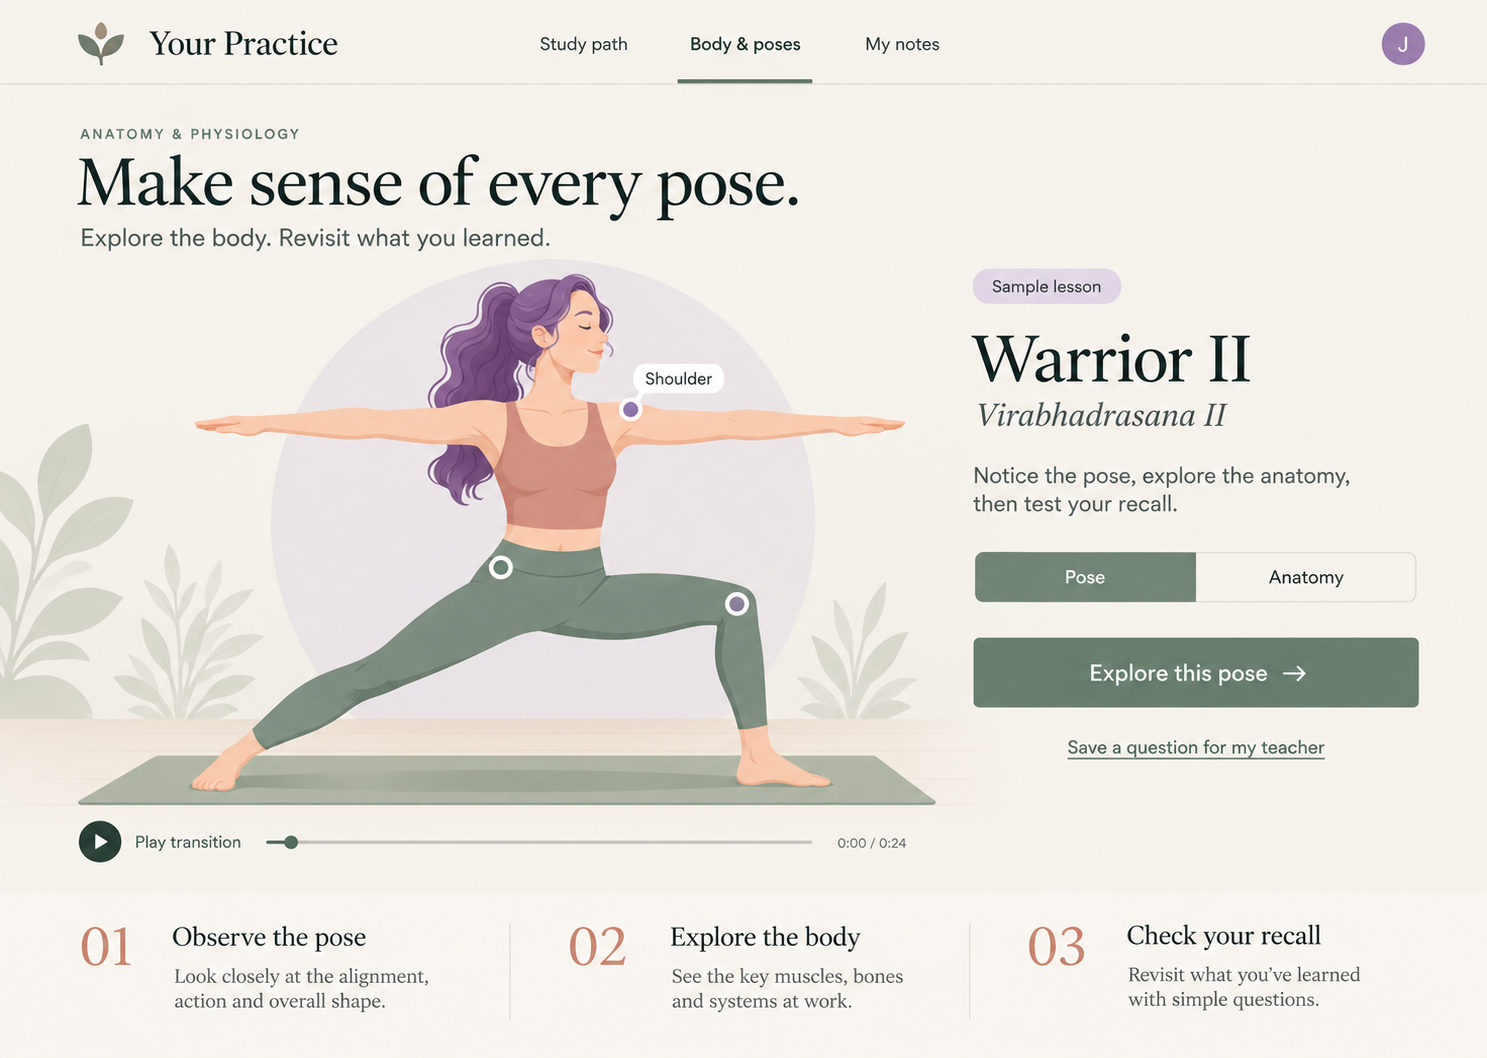 Your Practice
Study path
Body & poses
My notes
J
ANATOMY & PHYSIOLOGY
Make sense of every pose.
Explore the body. Revisit what you learned.
Shoulder
Sample lesson
Warrior II
Virabhadrasana II
Notice the pose, explore the anatomy,
then test your recall.
Pose
Anatomy
Explore this pose →
Save a question for my teacher
Play transition
0:00 / 0:24
01
Observe the pose
Look closely at the alignment,
action and overall shape.
02
Explore the body
See the key muscles, bones
and systems at work.
03
Check your recall
Revisit what you’ve learned
with simple questions.